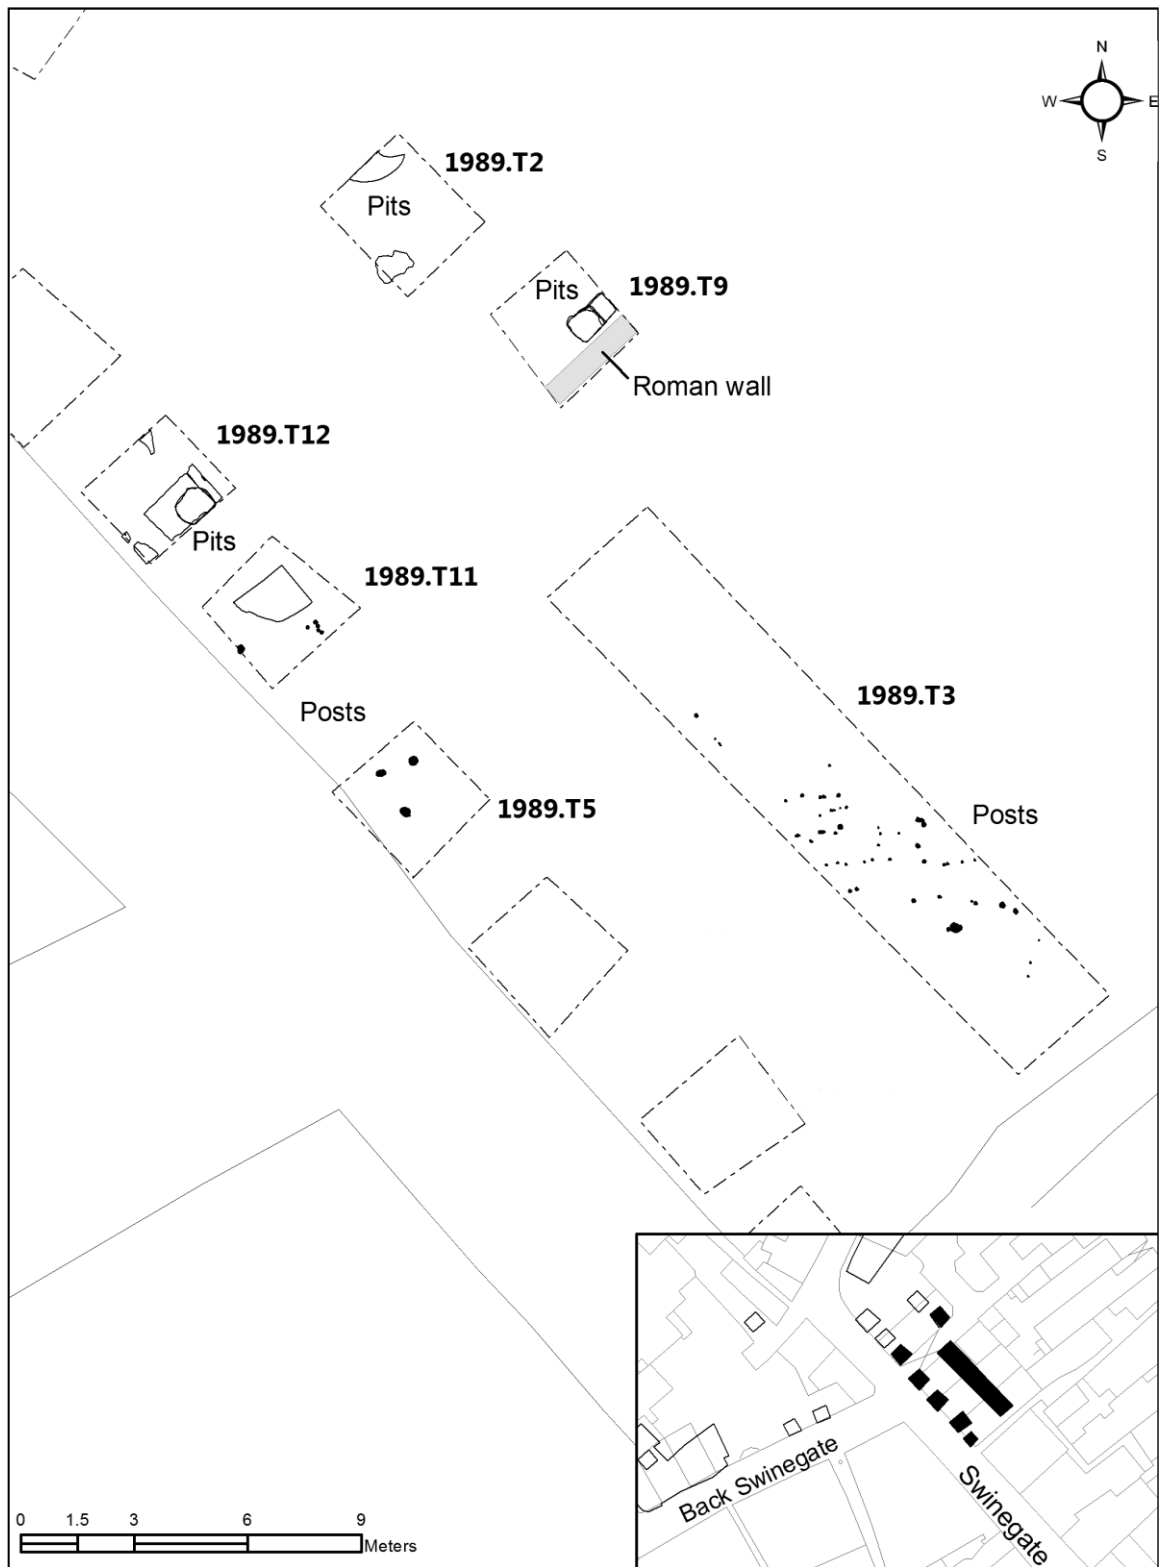 N
W E
S
1989.T2
Pits
1989.T9
Pits
Roman wall
1989.T12
Pits
1989.T11
1989.T3
Posts
1989.T5
Posts
Back Swinegate
Swinegate
0 1.5 3 6 9
Meters